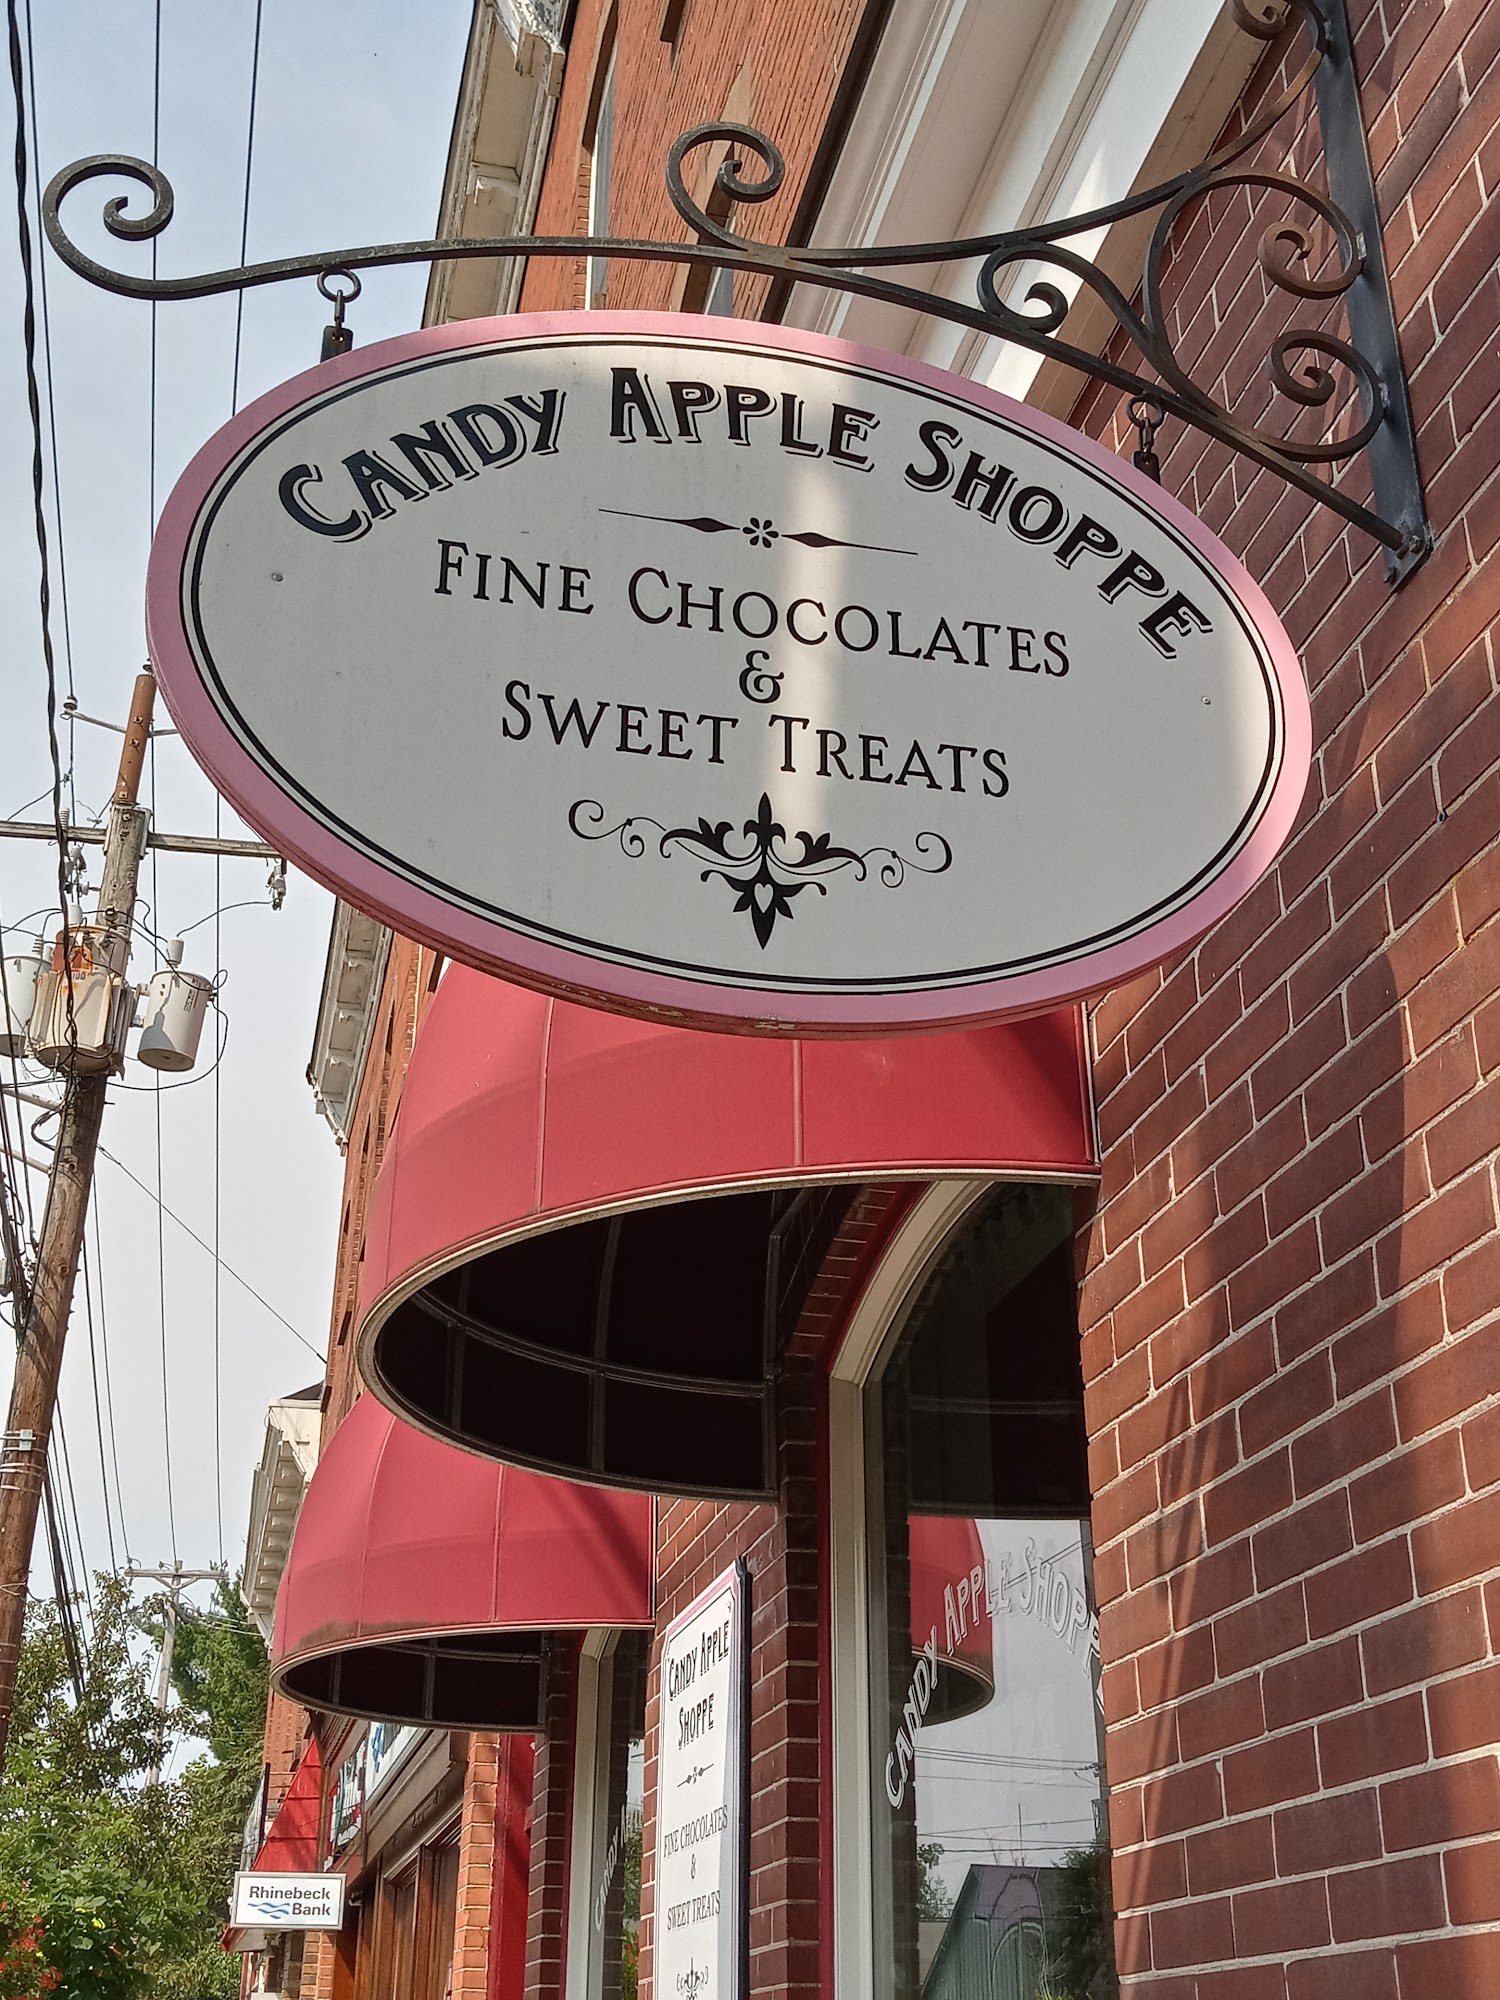 CANDY APPLE SHOPPE
FINE CHOCOLATES
&
SWEET TREATS
CANDY APPLE SHOPPE
CANDY APPLE
SHOPPE
FINE CHOCOLATES
&
SWEET TREATS
Rhinebeck
Bank